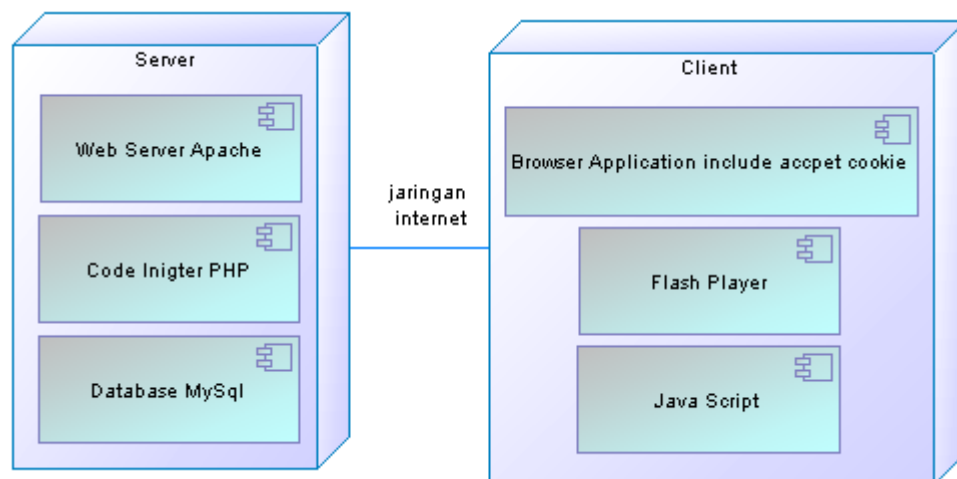 Server
Web Server Apache
Code Inigter PHP
Database MySql
jaringan
internet
Client
Browser Application include accpet cookie
Flash Player
Java Script